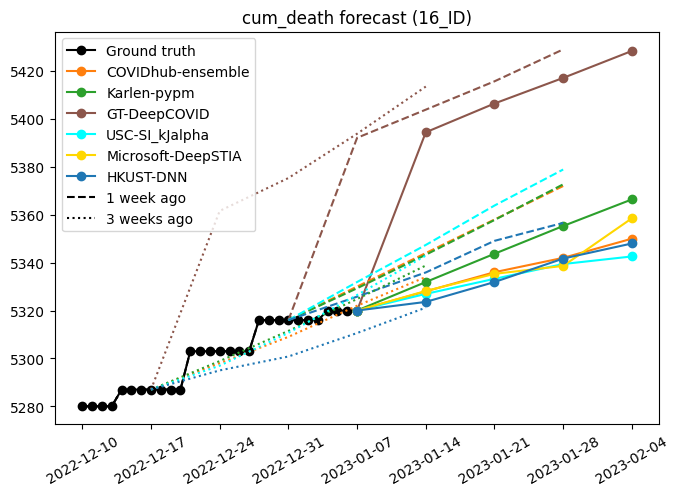 cum_death forecast (16_ID)
Ground truth
COVIDhub-ensemble
Karlen-pypm
GT-DeepCOVID
USC-SI_kJalpha
Microsoft-DeepSTIA
HKUST-DNN
1 week ago
3 weeks ago
5420
5400
5380
5360
5340
5320
5300
5280
2022-12-10
2022-12-17
2022-12-24
2022-12-31
2023-01-07
2023-01-14
2023-01-21
2023-01-28
2023-02-04